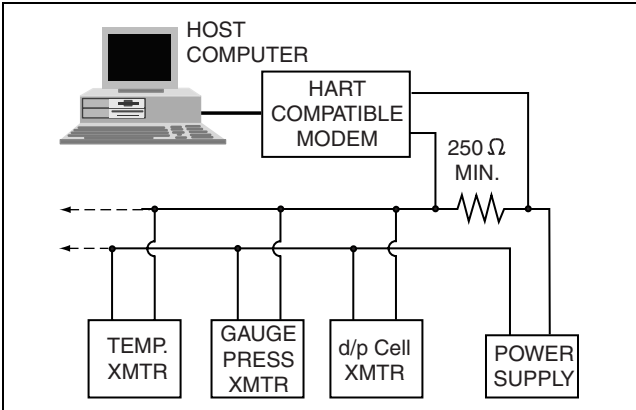 HOST
COMPUTER
HART
COMPATIBLE
MODEM
250 Ω
MIN.
TEMP.
XMTR
GAUGE
PRESS
XMTR
d/p Cell
XMTR
POWER
SUPPLY